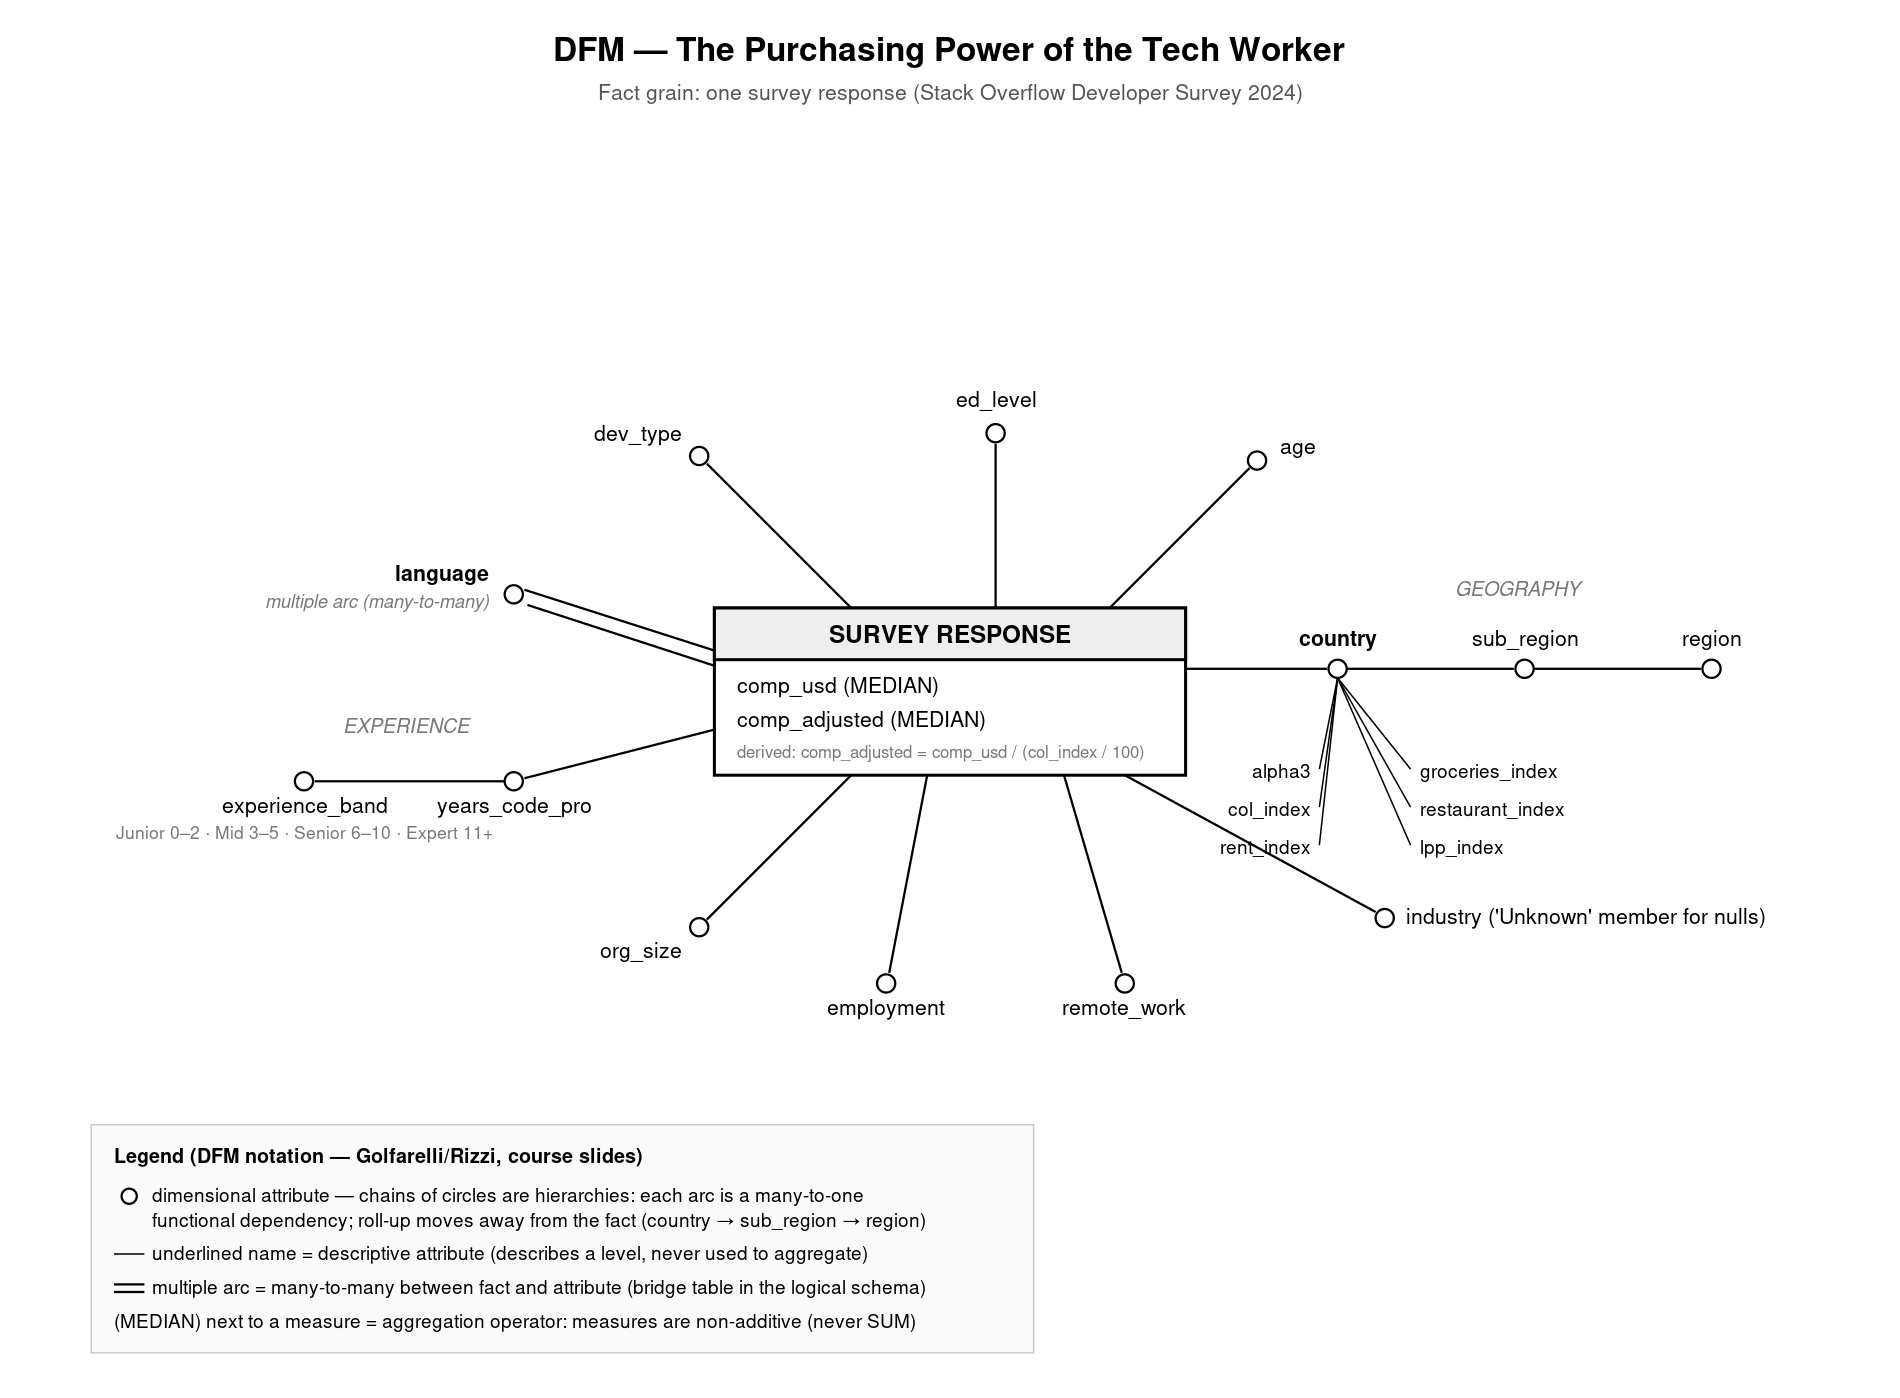 DFM — The Purchasing Power of the Tech Worker
Fact grain: one survey response (Stack Overflow Developer Survey 2024)
ed_level
dev_type
age
language
multiple arc (many-to-many)
GEOGRAPHY
SURVEY RESPONSE
country
sub_region
region
comp_usd (MEDIAN)
comp_adjusted (MEDIAN)
derived: comp_adjusted = comp_usd / (col_index / 100)
EXPERIENCE
experience_band
years_code_pro
Junior 0–2 · Mid 3–5 · Senior 6–10 · Expert 11+
alpha3
groceries_index
col_index
restaurant_index
rent_index
lpp_index
industry ('Unknown' member for nulls)
org_size
employment
remote_work
Legend (DFM notation — Golfarelli/Rizzi, course slides)
dimensional attribute — chains of circles are hierarchies: each arc is a many-to-one
functional dependency; roll-up moves away from the fact (country → sub_region → region)
underlined name = descriptive attribute (describes a level, never used to aggregate)
multiple arc = many-to-many between fact and attribute (bridge table in the logical schema)
(MEDIAN) next to a measure = aggregation operator: measures are non-additive (never SUM)